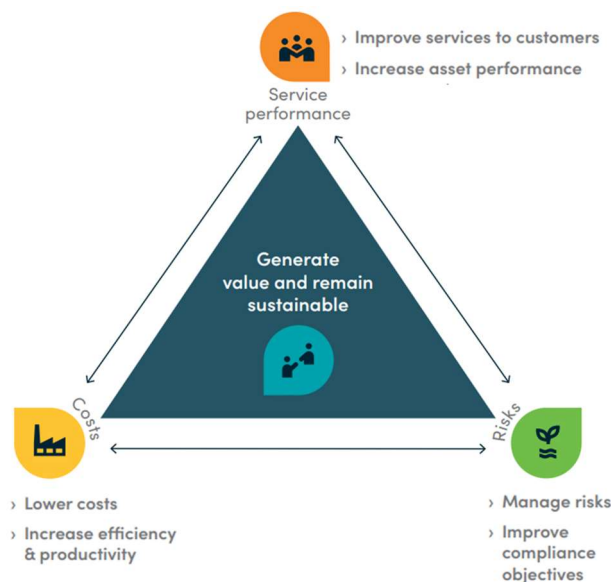 › Improve services to customers
› Increase asset performance
Service
performance
Generate
value and remain
sustainable
Costs
Risks
› Lower costs
› Increase efficiency
& productivity
› Manage risks
› Improve
compliance
objectives